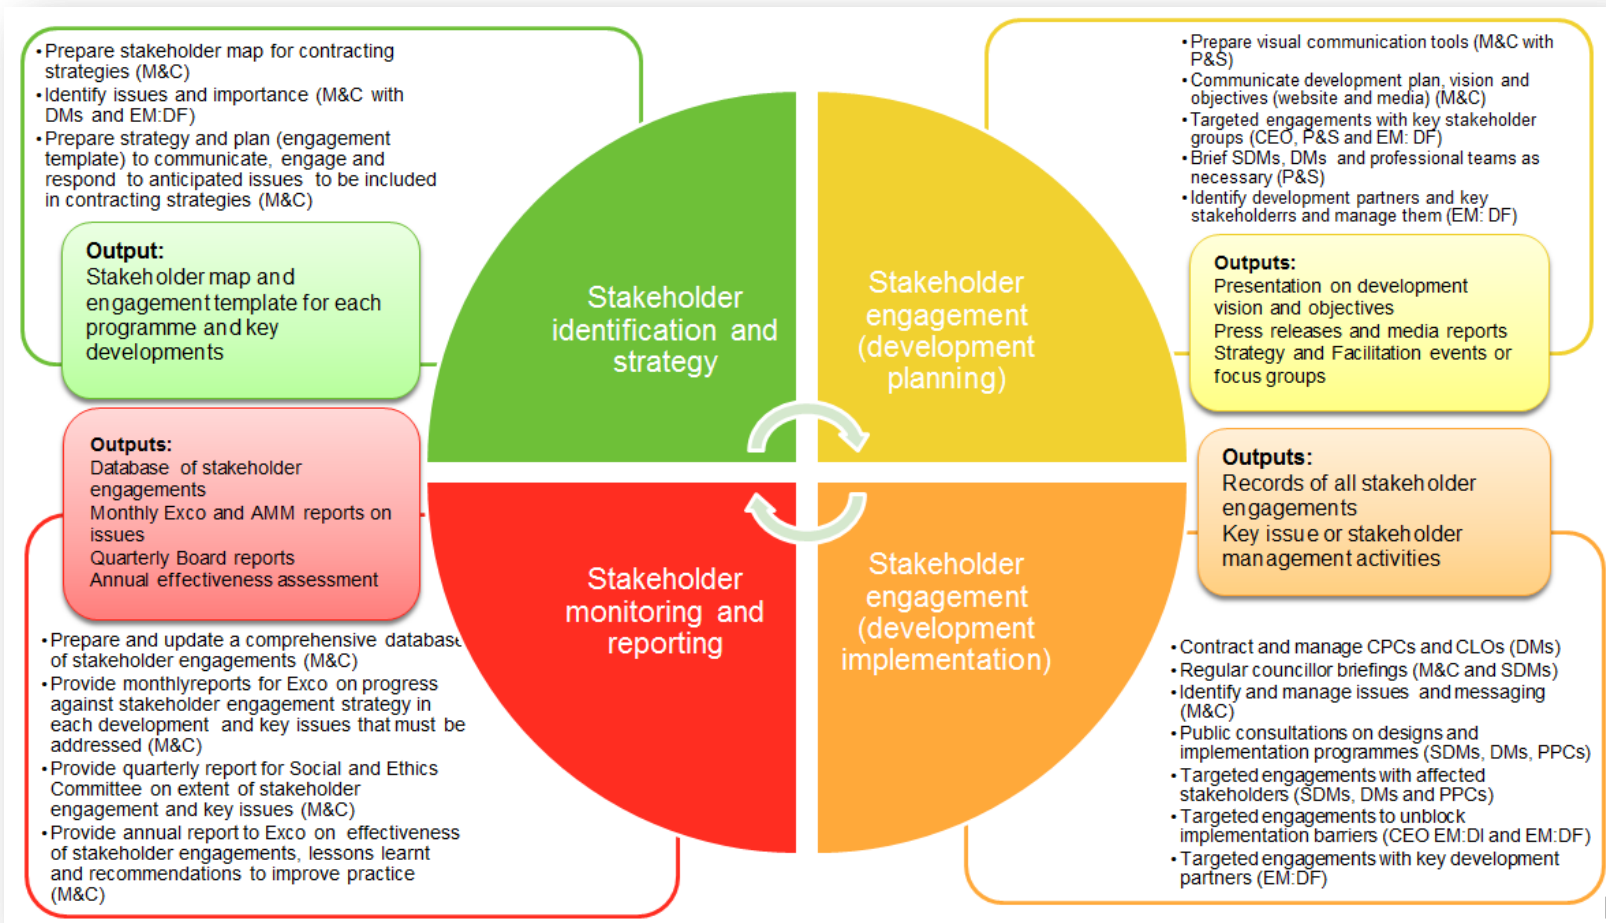 • Prepare stakeholder map for contracting
strategies (M&C)
• Identify issues and importance (M&C with
DMs and EM:DF)
• Prepare strategy and plan (engagement
template) to communicate, engage and
respond to anticipated issues to be included
in contracting strategies (M&C)
Output:
Stakeholder map and
engagement template for each
programme and key
developments
Stakeholder
identification and
strategy
• Prepare visual communication tools (M&C with
P&S)
• Communicate development plan, vision and
objectives (website and media) (M&C)
• Targeted engagements with key stakeholder
groups (CEO, P&S and EM: DF)
• Brief SDMs, DMs and professional teams as
necessary (P&S)
• Identify development partners and key
stakeholderrs and manage them (EM: DF)
Stakeholder
engagement
(development
planning)
Outputs:
Presentation on development
vision and objectives
Press releases and media reports
Strategy and Facilitation events or
focus groups
Outputs:
Database of stakeholder
engagements
Monthly Exco and AMM reports on
issues
Quarterly Board reports
Annual effectiveness assessment
Stakeholder
monitoring and
reporting
• Prepare and update a comprehensive database
of stakeholder engagements (M&C)
• Provide monthlyreports for Exco on progress
against stakeholder engagement strategy in
each development and key issues that must be
addressed (M&C)
• Provide quarterly report for Social and Ethics
Committee on extent of stakeholder
engagement and key issues (M&C)
• Provide annual report to Exco on effectiveness
of stakeholder engagements, lessons learnt
and recommendations to improve practice
(M&C)
Stakeholder
engagement
(development
implementation)
Outputs:
Records of all stakeholder
engagements
Key issue or stakeholder
management activities
• Contract and manage CPCs and CLOs (DMs)
• Regular councillor briefings (M&C and SDMs)
• Identify and manage issues and messaging
(M&C)
• Public consultations on designs and
implementation programmes (SDMs, DMs, PPCs)
• Targeted engagements with affected
stakeholders (SDMs, DMs and PPCs)
• Targeted engagements to unblock
implementation barriers (CEO EM:DI and EM:DF)
• Targeted engagements with key development
partners (EM:DF)